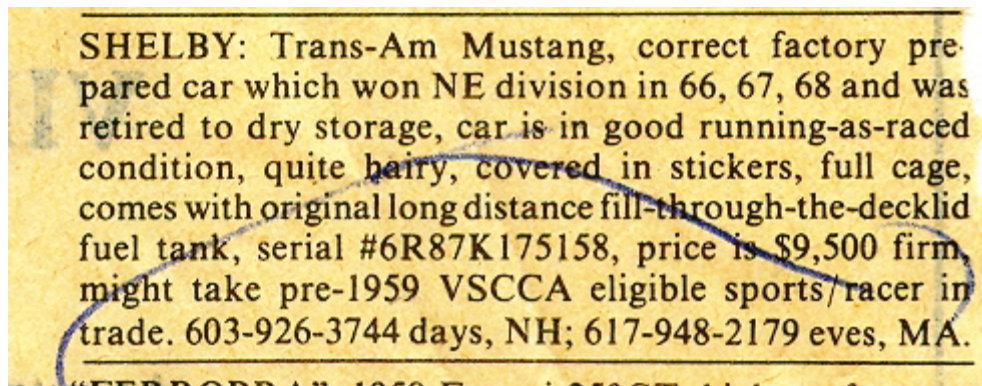 SHELBY: Trans-Am Mustang, correct factory pre-
pared car which won NE division in 66, 67, 68 and was
retired to dry storage, car is in good running-as-raced
condition, quite hairy, covered in stickers, full cage,
comes with original long distance fill-through-the-decklid
fuel tank, serial #6R87K175158, price is $9,500 firm,
might take pre-1959 VSCCA eligible sports/racer in
trade. 603-926-3744 days, NH; 617-948-2179 eves, MA.